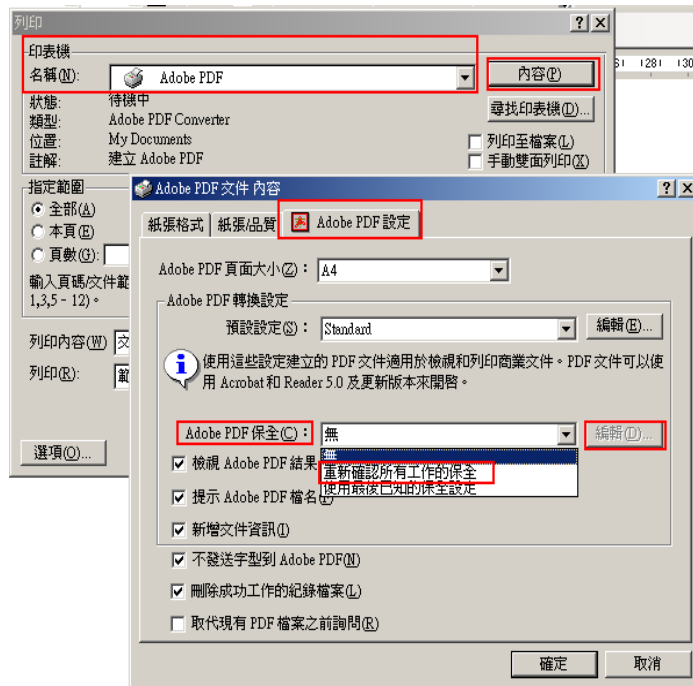 列印
印表機
名稱(N): Adobe PDF 內容(P)
狀態: 待機中 尋找印表機(D)...
類型: Adobe PDF Converter
位置: My Documents 列印至檔案(L)
註解: 建立 Adobe PDF 手動雙面列印(X)
指定範圍
全部(A)
本頁(E)
頁數(G):
輸入頁碼/文件範
1,3,5 - 12)。
列印內容(W) 文
列印(R): 範
選項(O)...
Adobe PDF 文件 內容
紙張格式 紙張/品質 Adobe PDF 設定
Adobe PDF 頁面大小(Z): A4
Adobe PDF 轉換設定
預設設定(S): Standard 編輯(E)...
使用這些設定建立的 PDF 文件適用於檢視和列印商業文件。PDF 文件可以使
用 Acrobat 和 Reader 5.0 及更新版本來開啓。
Adobe PDF 保全(C): 無 編輯(D)...
無
檢視 Adobe PDF 結果 重新確認所有工作的保全
使用最後已知的保全設定
提示 Adobe PDF 檔名(F)
新增文件資訊(I)
不發送字型到 Adobe PDF(N)
刪除成功工作的紀錄檔案(L)
取代現有 PDF 檔案之前詢問(R)
確定 取消